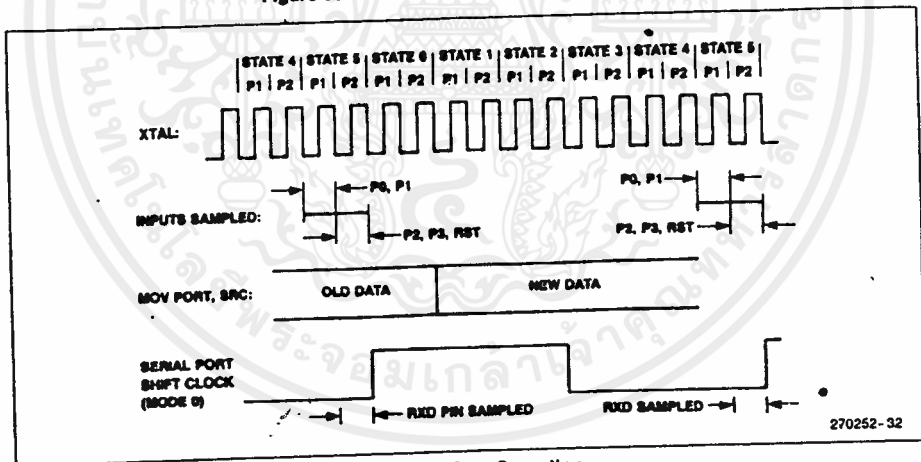 Figure
STATE 4 | STATE 5 | STATE 6 | STATE 1 | STATE 2 | STATE 3 | STATE 4 | STATE 5
P1 | P2 | P1 | P2 | P1 | P2 | P1 | P2 | P1 | P2 | P1 | P2 | P1 | P2 | P1 | P2
XTAL:
P0, P1
P0, P1
INPUTS SAMPLED:
P2, P3, RST
P2, P3, RST
MOV PORT, SRC:
OLD DATA
NEW DATA
SERIAL PORT
SHIFT CLOCK
(MODE 0)
RXD PIN SAMPLED
RXD SAMPLED
270252-32